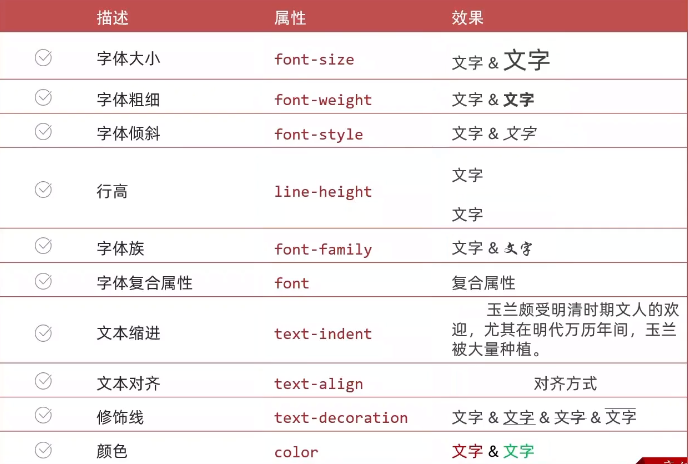 描述 属性 效果
字体大小 font-size 文字 & 文字
字体粗细 font-weight 文字 & 文字
字体倾斜 font-style 文字 & 文字
行高 line-height 文字
文字
字体族 font-family 文字 & 文字
字体复合属性 font 复合属性
文本缩进 text-indent 玉兰颇受明清时期文人的欢
迎，尤其在明代万历年间，玉兰
被大量种植。
文本对齐 text-align 对齐方式
修饰线 text-decoration 文字 & 文字 & 文字 & 文字
颜色 color 文字 & 文字